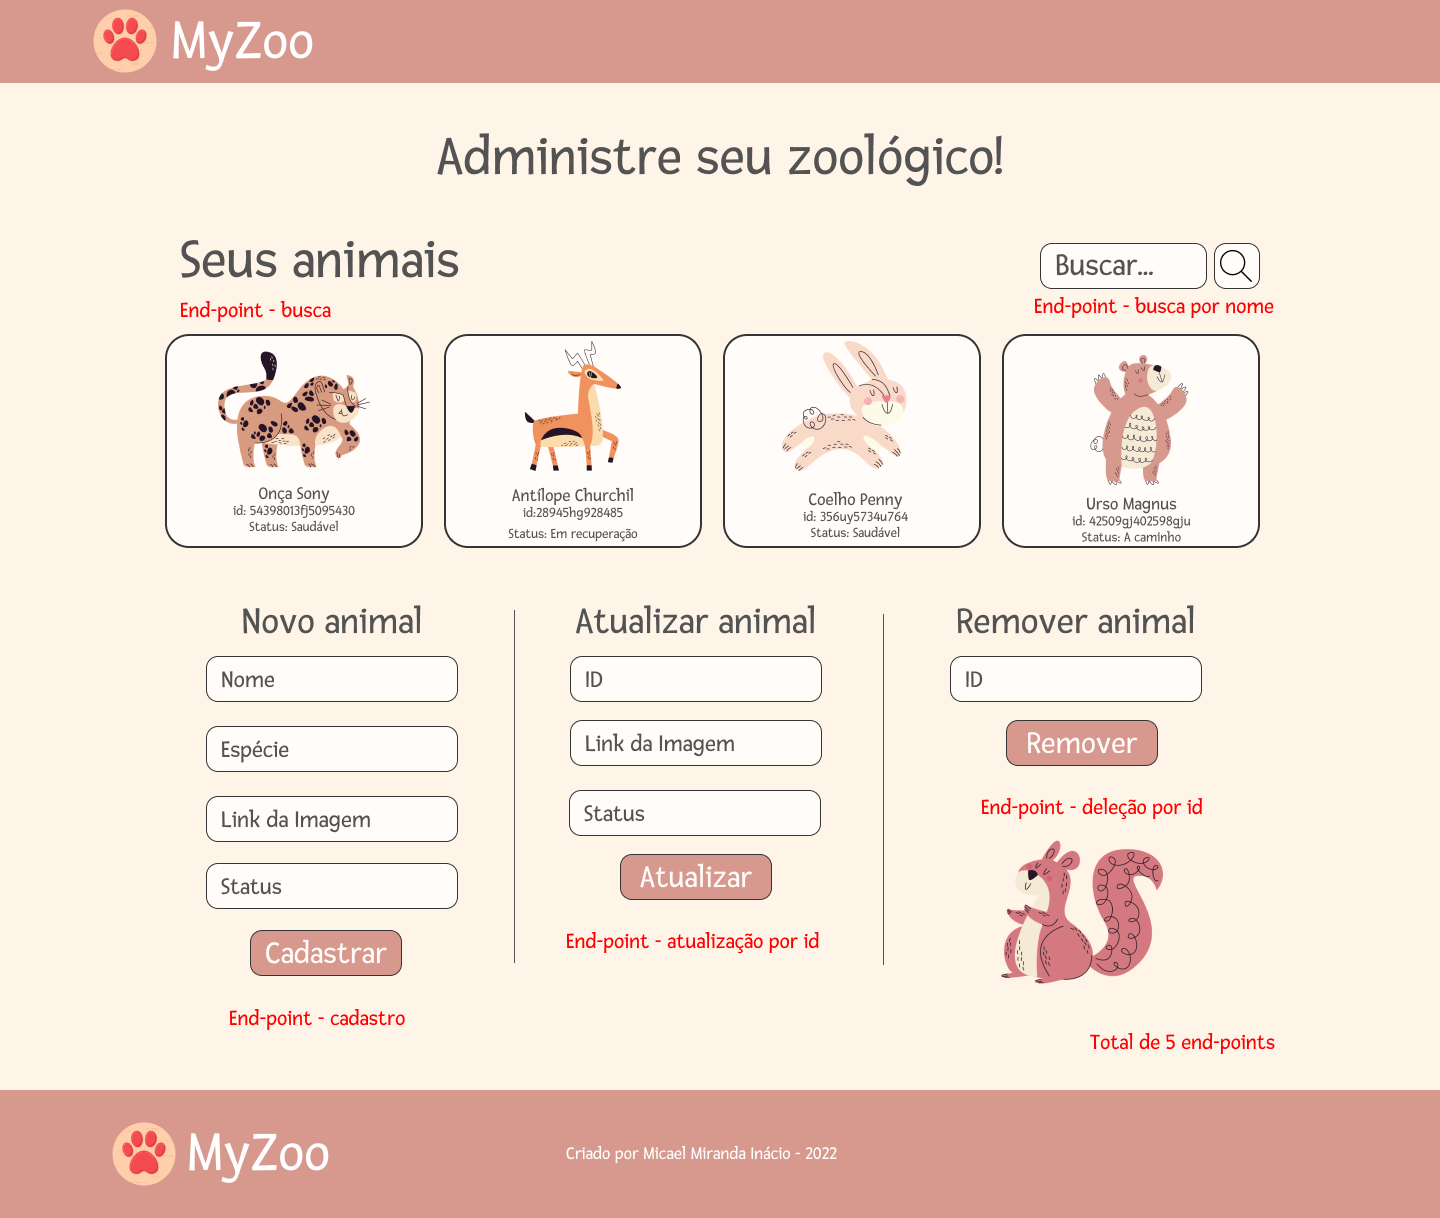 MyZoo
Administre seu zoológico!
Seus animais
Buscar...
End-point - busca
End-point - busca por nome
Onça Sony
id: 54398013fj5095430
Status: Saudável
Antílope Churchil
id:28945hg928485
Status: Em recuperação
Coelho Penny
id: 356uy5734u764
Status: Saudável
Urso Magnus
id: 42509gj402598gju
Status: A caminho
Novo animal
Nome
Espécie
Link da Imagem
Status
Cadastrar
End-point - cadastro
Atualizar animal
ID
Link da Imagem
Status
Atualizar
End-point - atualização por id
Remover animal
ID
Remover
End-point - deleção por id
Total de 5 end-points
MyZoo
Criado por Micael Miranda Inácio - 2022